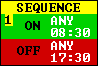 SEQUENCE
1 ON ANY
08:30
OFF ANY
17:30